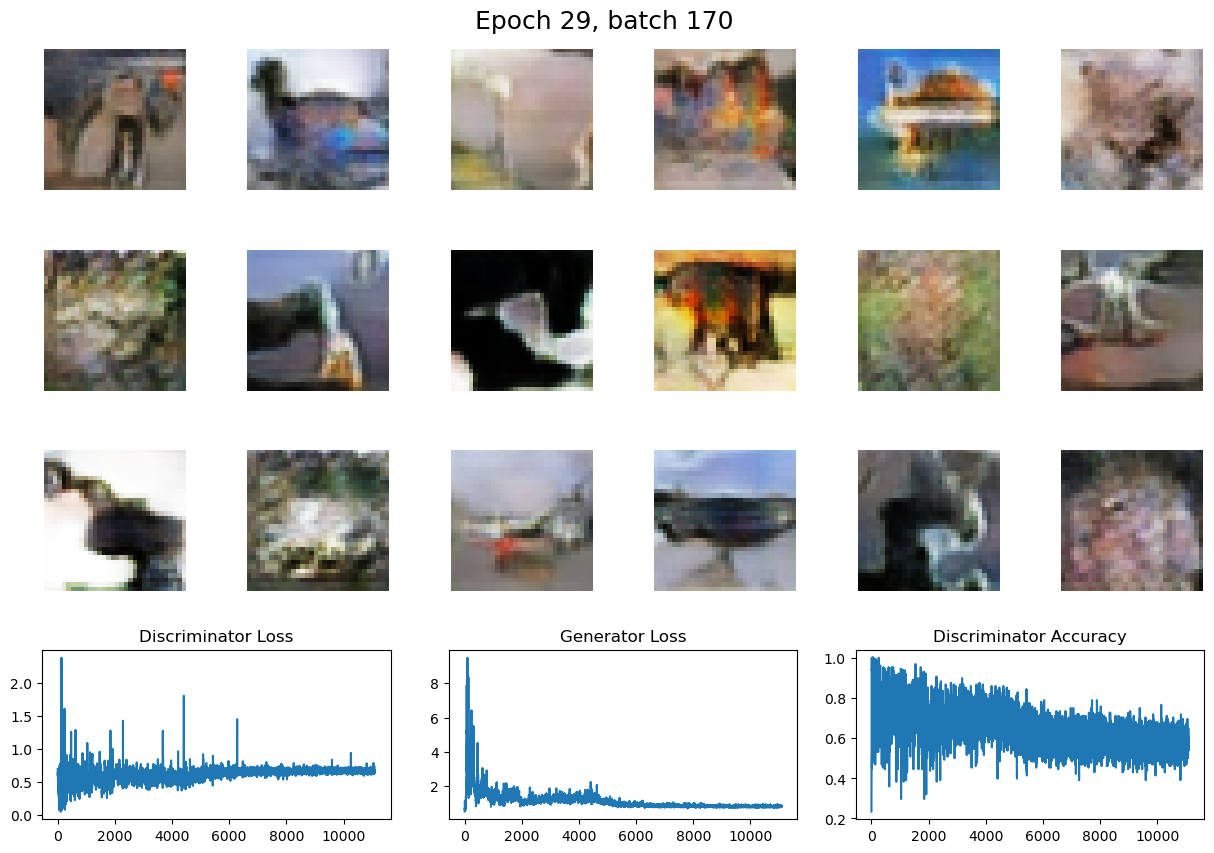 Epoch 29, batch 170
Discriminator Loss
Generator Loss
Discriminator Accuracy
2.0
1.5
1.0
0.5
0.0
0 2000 4000 6000 8000 10000
8
6
4
2
0 2000 4000 6000 8000 10000
1.0
0.8
0.6
0.4
0.2
0 2000 4000 6000 8000 10000